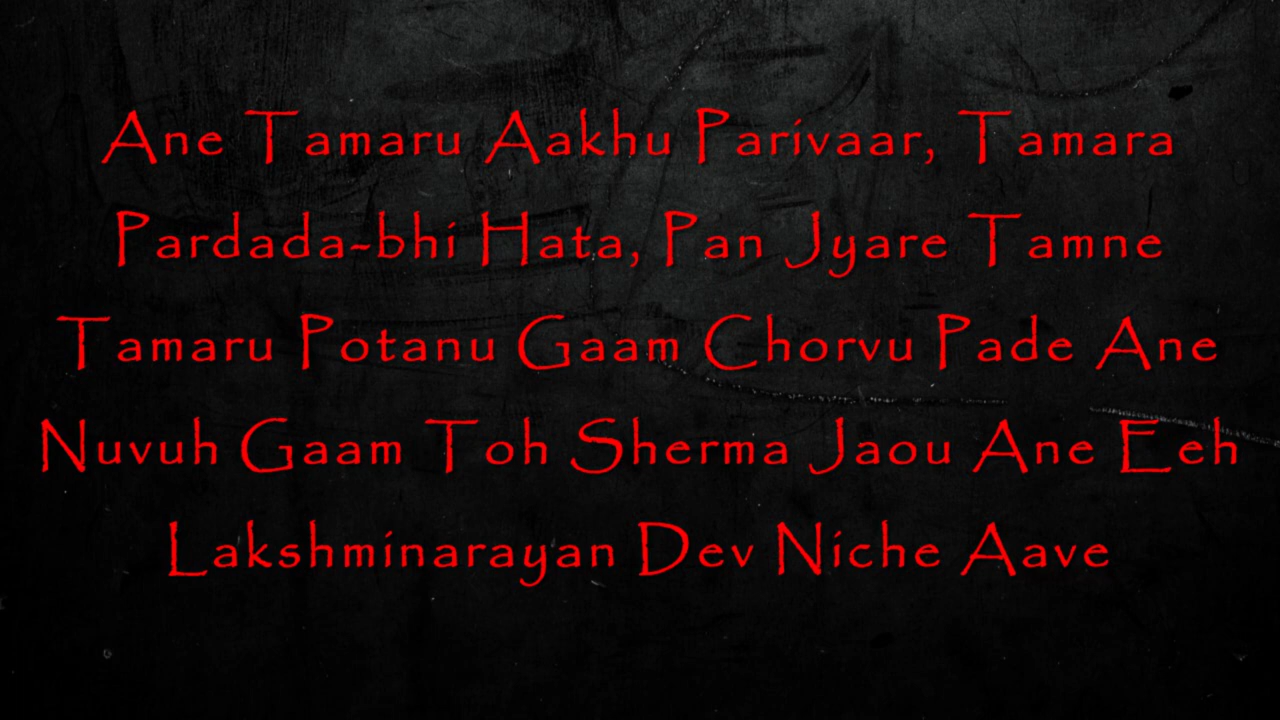 Ane Tamaru Aakhu Parivaar, Tamara
Pardada-bhi Hata, Pan Jyare Tamne
Tamaru Potanu Gaam Chorvu Pade Ane
Nuvuh Gaam Toh Sherma Jaou Ane Eeh
Lakshminarayan Dev Niche Aave